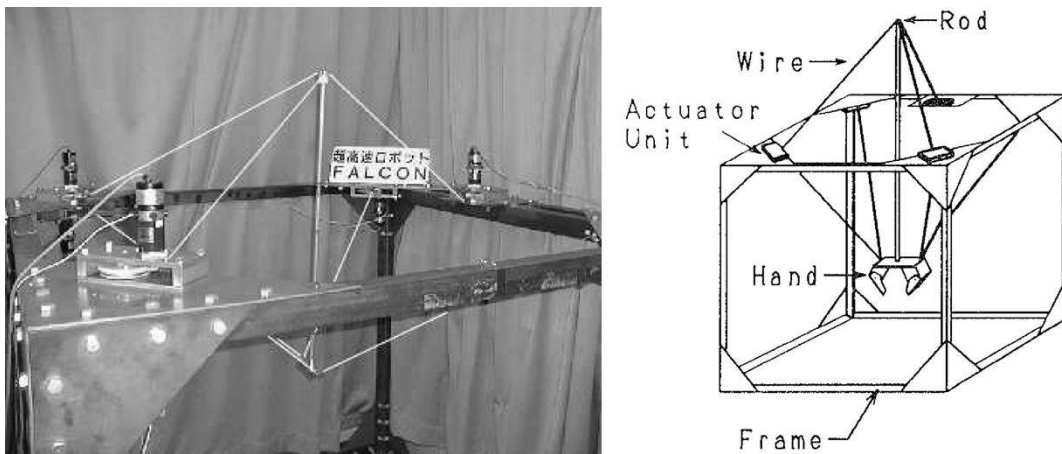 超高速ロボット
FALCON
Rod
Wire
Actuator
Unit
Hand
Frame